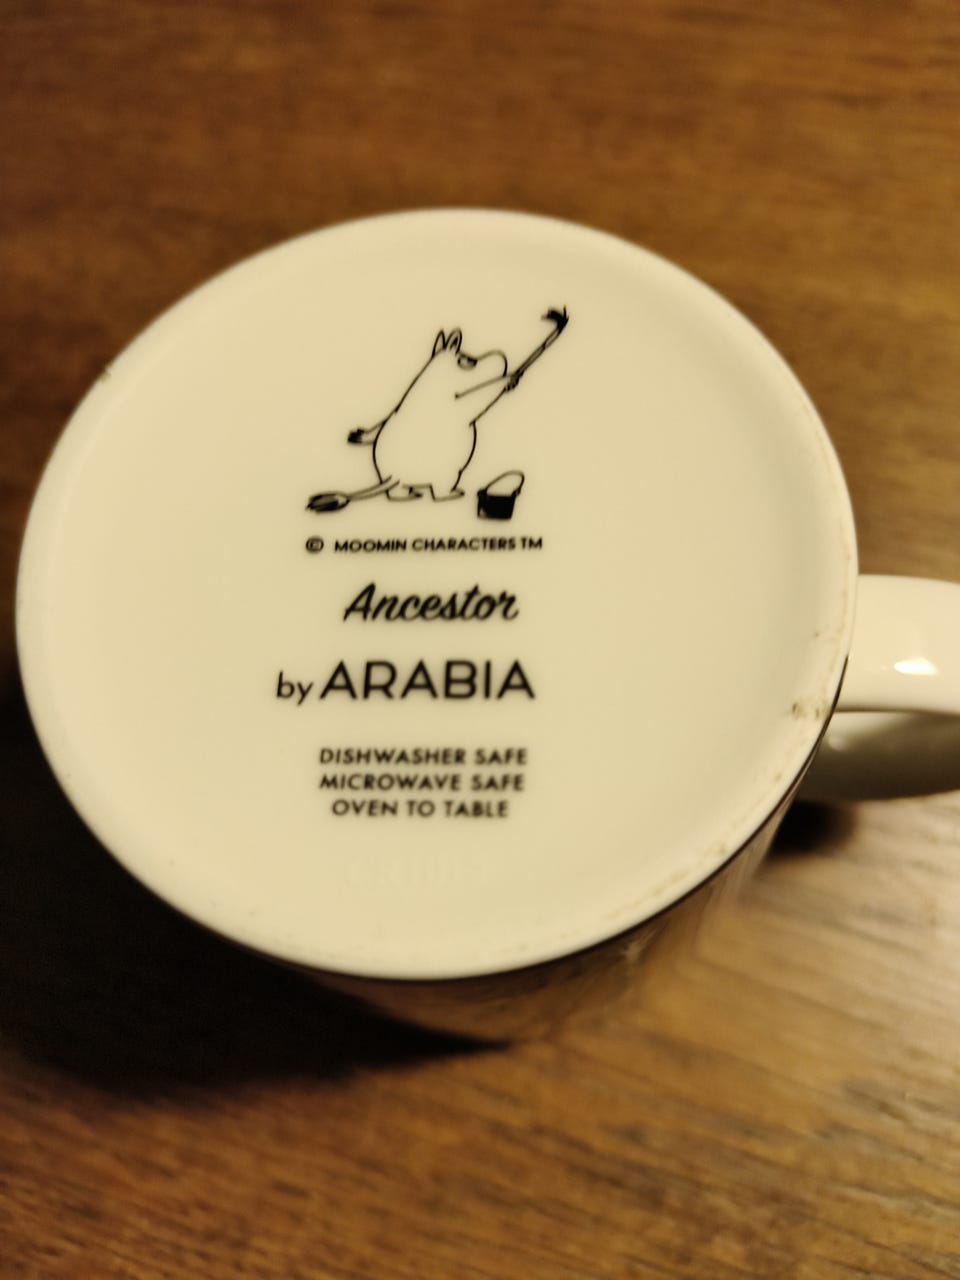 © MOOMIN CHARACTERS TM
Ancestor
by ARABIA
DISHWASHER SAFE
MICROWAVE SAFE
OVEN TO TABLE